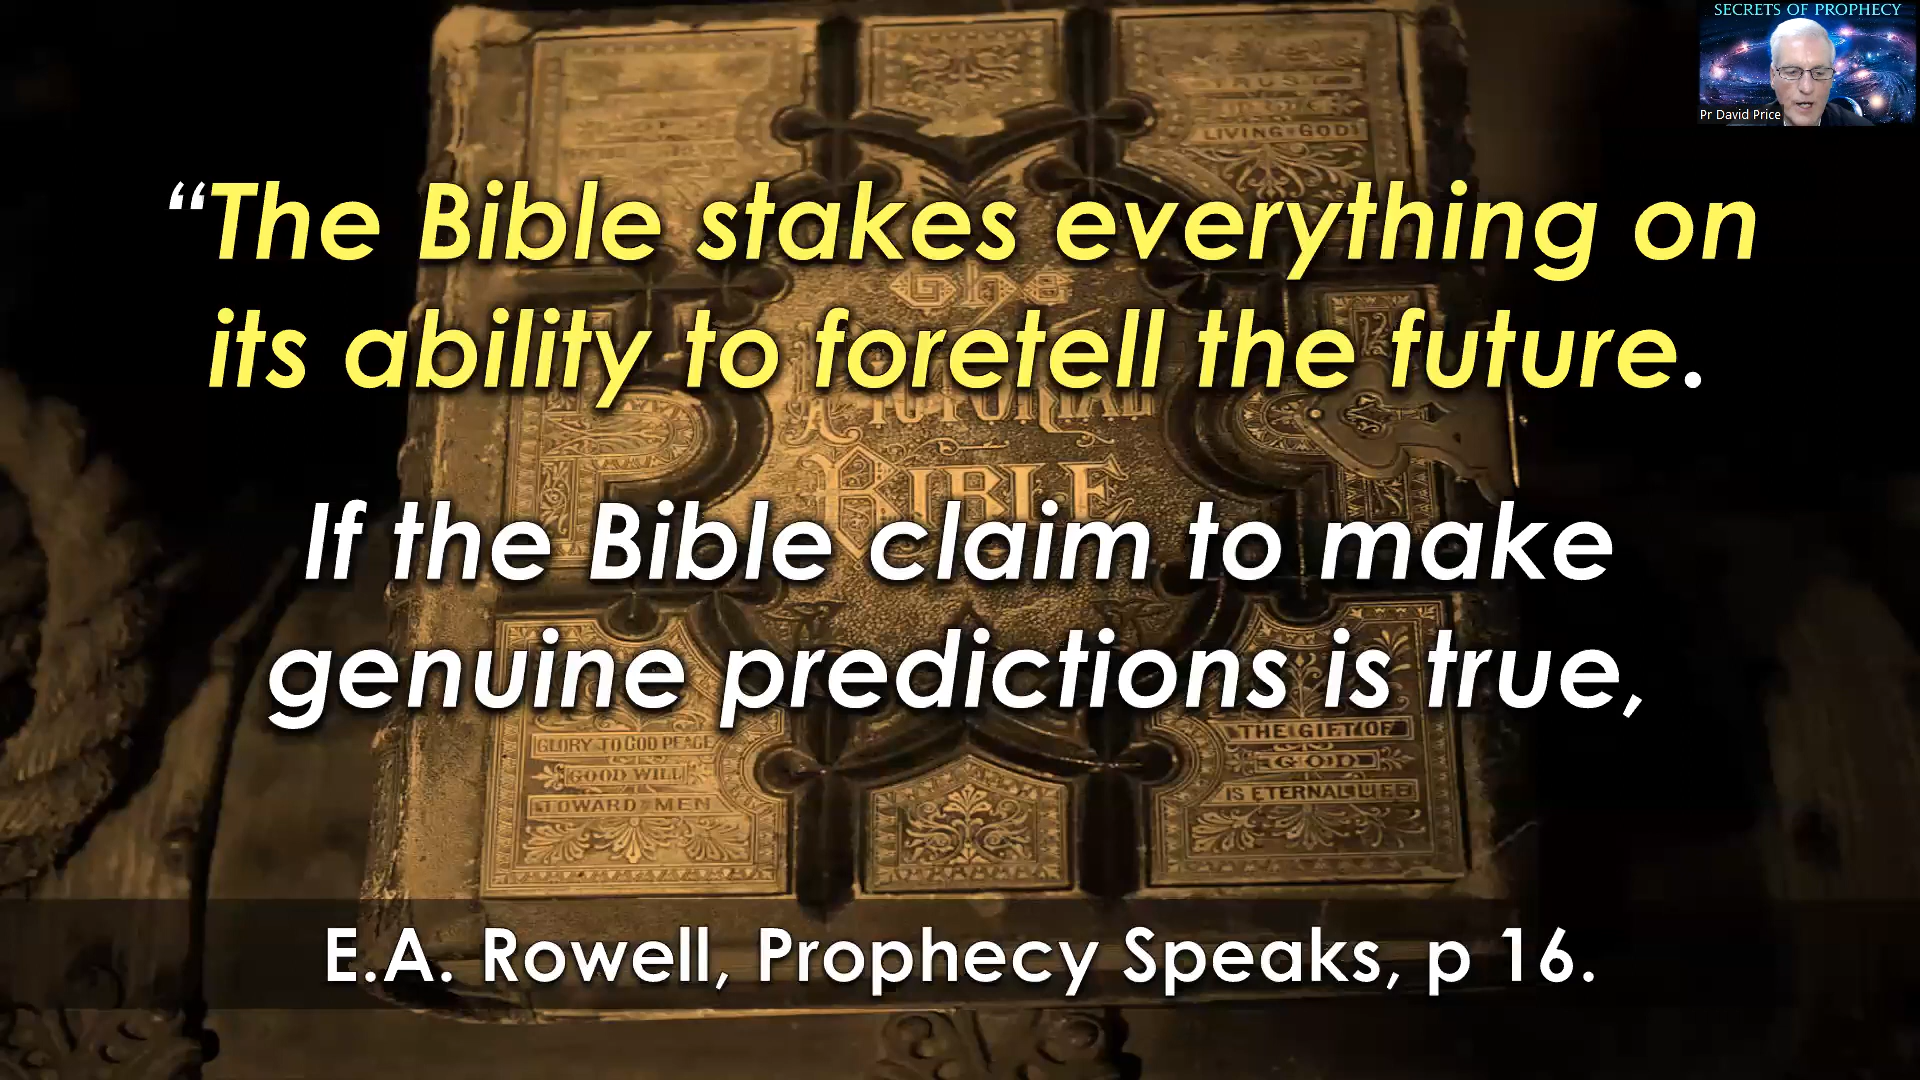 SECRETS OF PROPHECY
Pr David Price
LIVING GOD
“The Bible stakes everything on
its ability to foretell the future.
The
PICTORIAL
BIBLE
If the Bible claim to make
genuine predictions is true,
GLORY TO GOD PEACE
GOOD WILL
TOWARD MEN
THE GIFT OF
GOD
IS ETERNAL LIFE
E.A. Rowell, Prophecy Speaks, p 16.